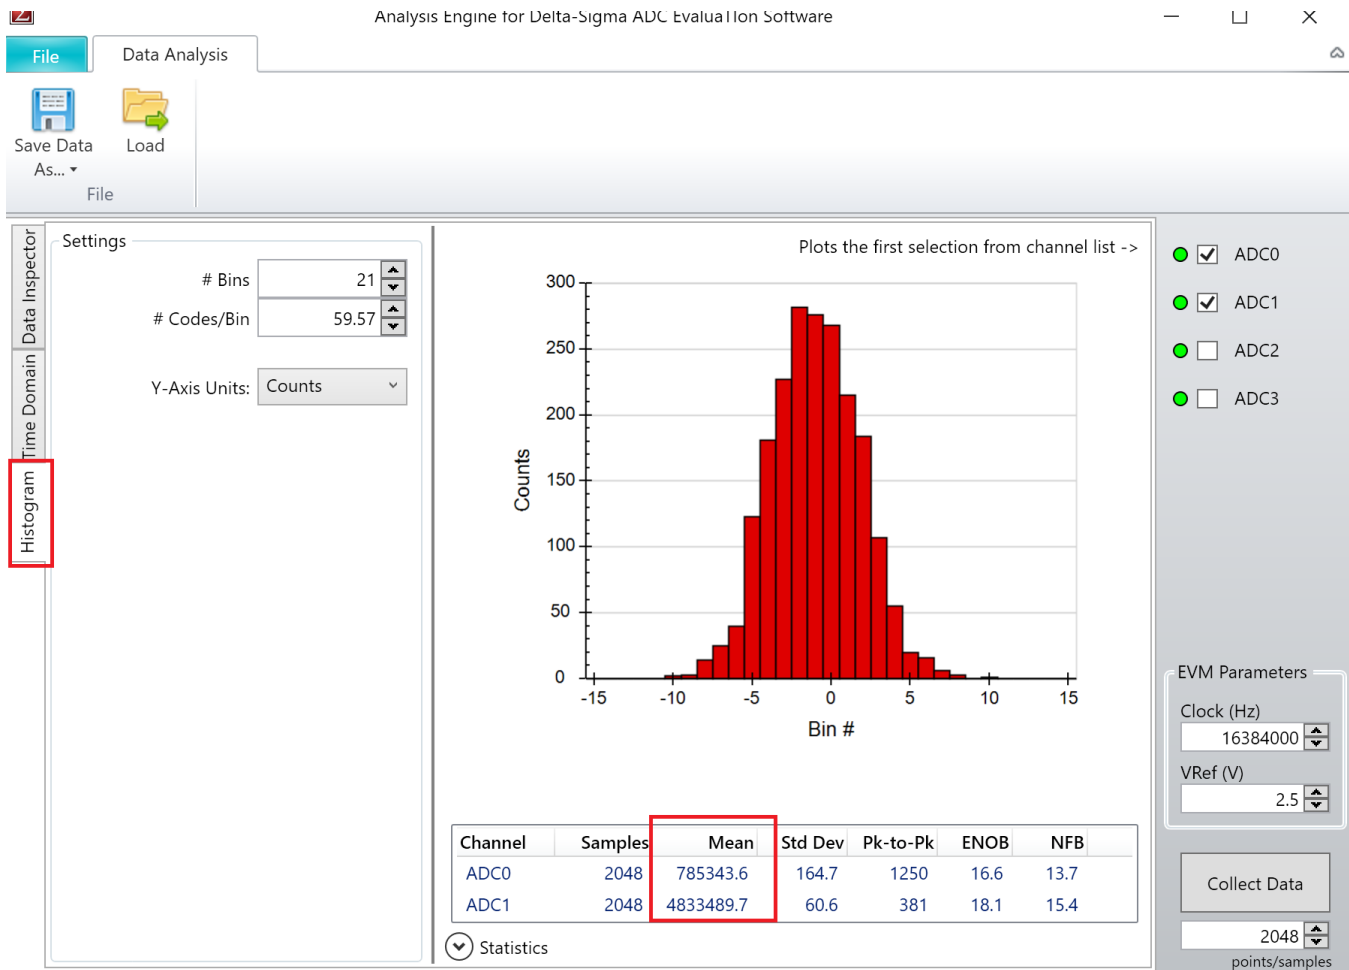 Analysis Engine for Delta-Sigma ADC EvaluaTIon Software
File
Data Analysis
Save Data
As...
Load
File
Data Inspector
Time Domain
Histogram
Settings
# Bins
21
# Codes/Bin
59.57
Y-Axis Units:
Counts
Plots the first selection from channel list ->
300
250
200
150
100
50
0
Counts
-15 -10 -5 0 5 10 15
Bin #
Channel Samples Mean Std Dev Pk-to-Pk ENOB NFB
ADC0 2048 785343.6 164.7 1250 16.6 13.7
ADC1 2048 4833489.7 60.6 381 18.1 15.4
Statistics
ADC0
ADC1
ADC2
ADC3
EVM Parameters
Clock (Hz)
16384000
VRef (V)
2.5
Collect Data
2048
points/samples